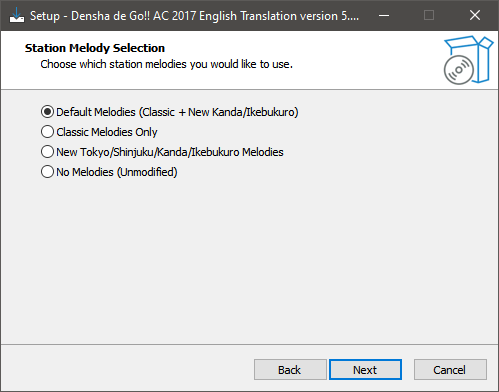 Setup - Densha de Go!! AC 2017 English Translation version 5....
Station Melody Selection
Choose which station melodies you would like to use.
Default Melodies (Classic + New Kanda/Ikebukuro)
Classic Melodies Only
New Tokyo/Shinjuku/Kanda/Ikebukuro Melodies
No Melodies (Unmodified)
Back Next Cancel